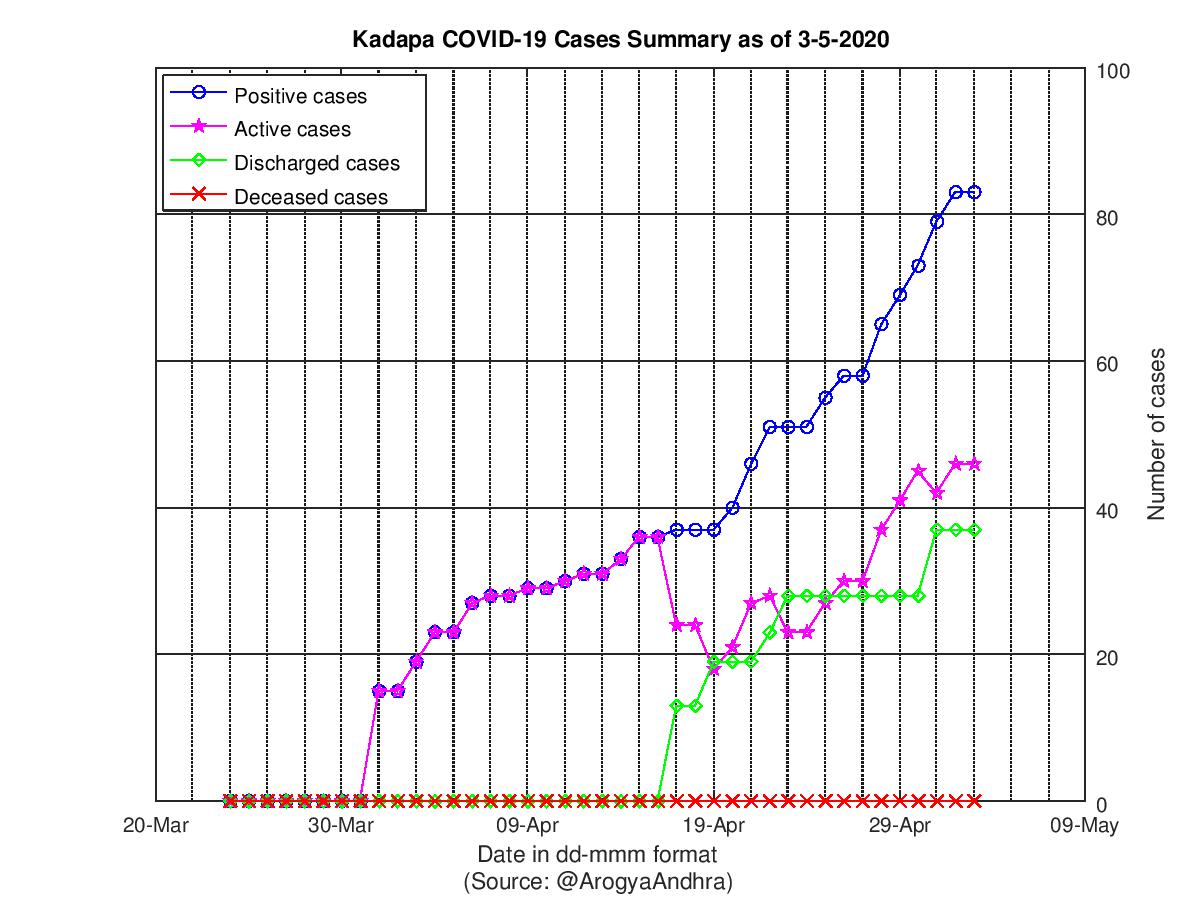 Kadapa COVID-19 Cases Summary as of 3-5-2020
Positive cases
Active cases
Discharged cases
Deceased cases
100
80
60
40
20
0
Number of cases
20-Mar 30-Mar 09-Apr 19-Apr 29-Apr 09-May
Date in dd-mmm format
(Source: @ArogyaAndhra)